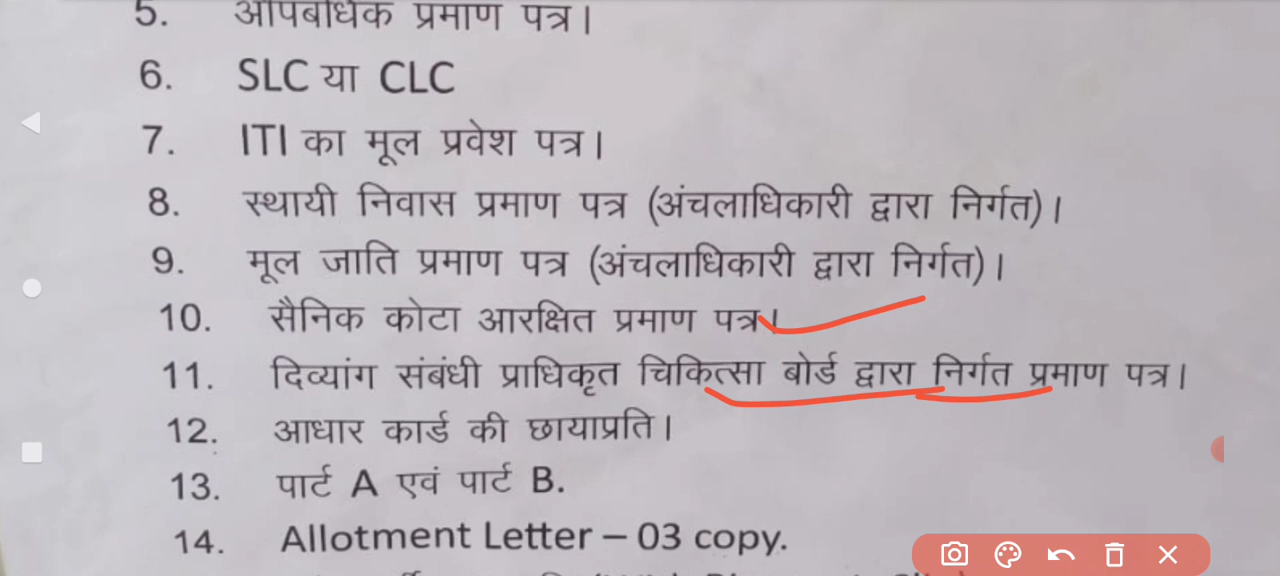 5. औपबंधिक प्रमाण पत्र।
6. SLC या CLC
7. ITI का मूल प्रवेश पत्र।
8. स्थायी निवास प्रमाण पत्र (अंचलाधिकारी द्वारा निर्गत)।
9. मूल जाति प्रमाण पत्र (अंचलाधिकारी द्वारा निर्गत)।
10. सैनिक कोटा आरक्षित प्रमाण पत्र।
11. दिव्यांग संबंधी प्राधिकृत चिकित्सा बोर्ड द्वारा निर्गत प्रमाण पत्र।
12. आधार कार्ड की छायाप्रति।
13. पार्ट A एवं पार्ट B.
14. Allotment Letter – 03 copy.